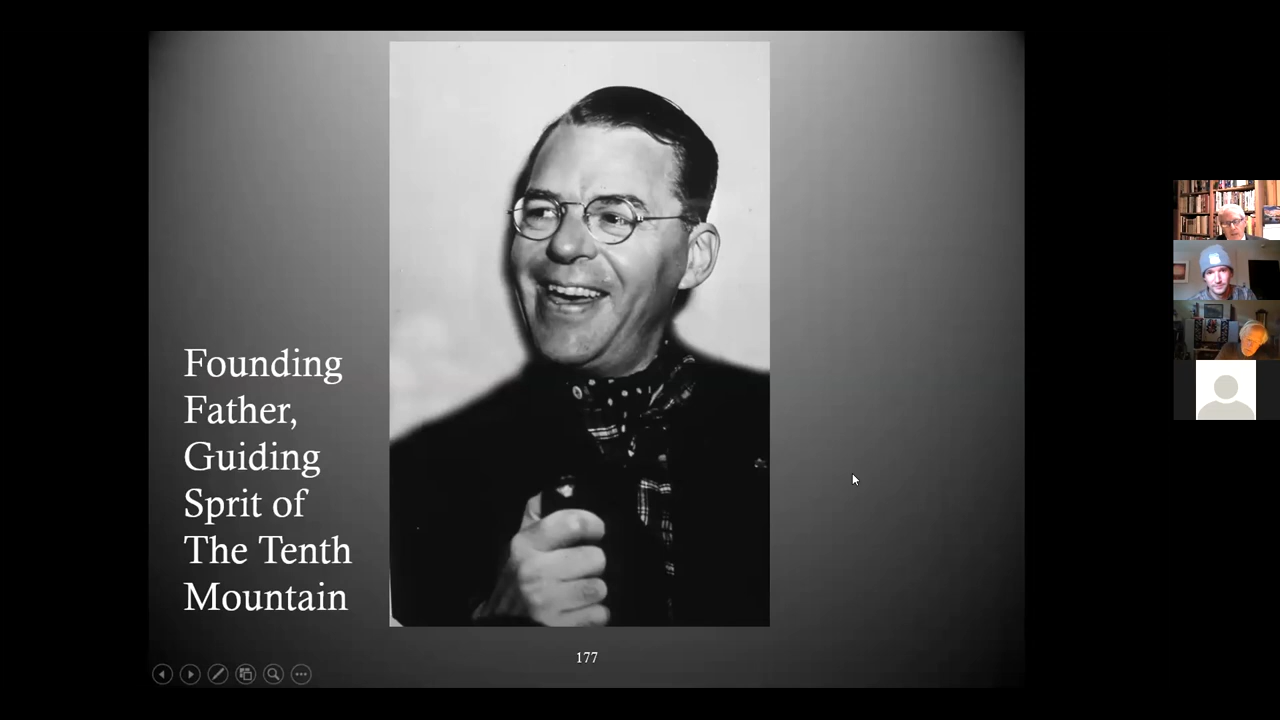 Founding
Father,
Guiding
Sprit of
The Tenth
Mountain
177